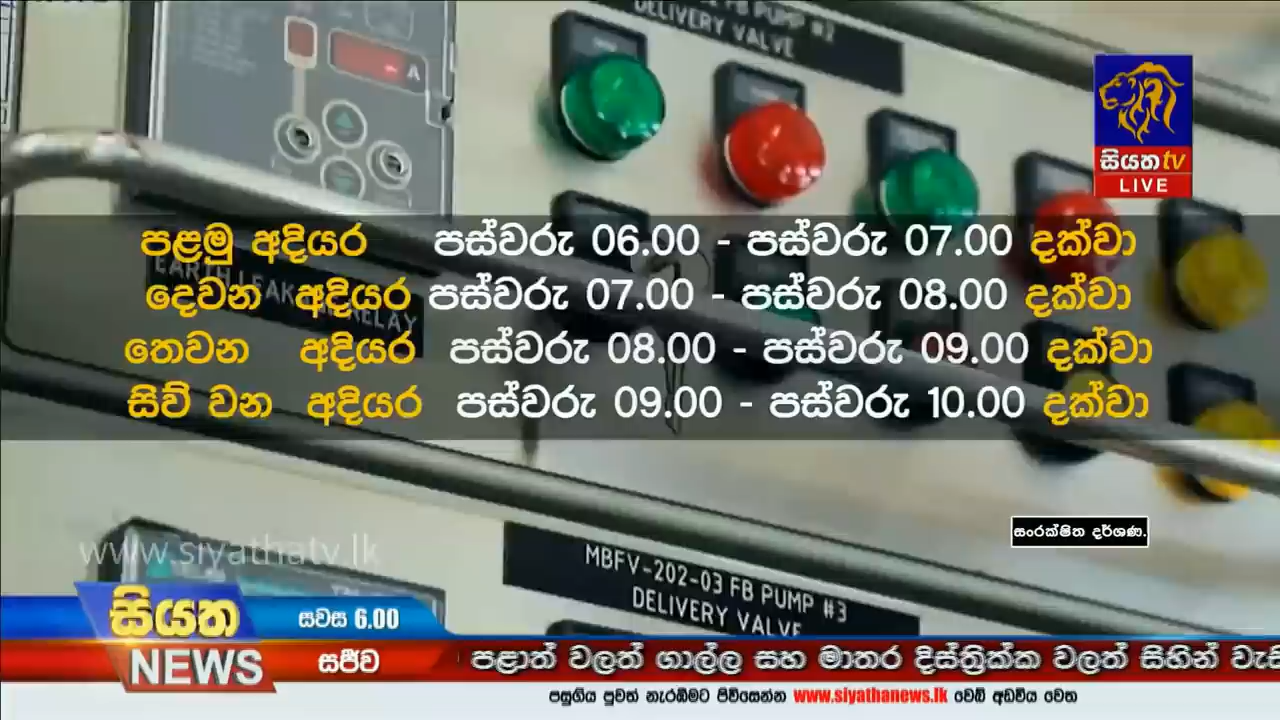 FB PUMP #2
DELIVERY VALVE
A
සියත tv
LIVE
පළමු අදියර පස්වරු 06.00 - පස්වරු 07.00 දක්වා
EARTH LEAK
RELAY
දෙවන අදියර පස්වරු 07.00 - පස්වරු 08.00 දක්වා
තෙවන අදියර පස්වරු 08.00 - පස්වරු 09.00 දක්වා
සිව් වන අදියර පස්වරු 09.00 - පස්වරු 10.00 දක්වා
සංරක්ෂිත දර්ශණ.
www.siyathatv.lk
MBFV-202-03 FB PUMP #3
DELIVERY VALVE
සියත සවස 6.00
NEWS සජීව
පළාත් වලත් ගාල්ල සහ මාතර දිස්ත්‍රික්ක වලත් සිහින් වැසි
පසුගිය පුවත් නැරඹීමට පිවිසෙන්න www.siyathanews.lk වෙබ් අඩවිය වෙත